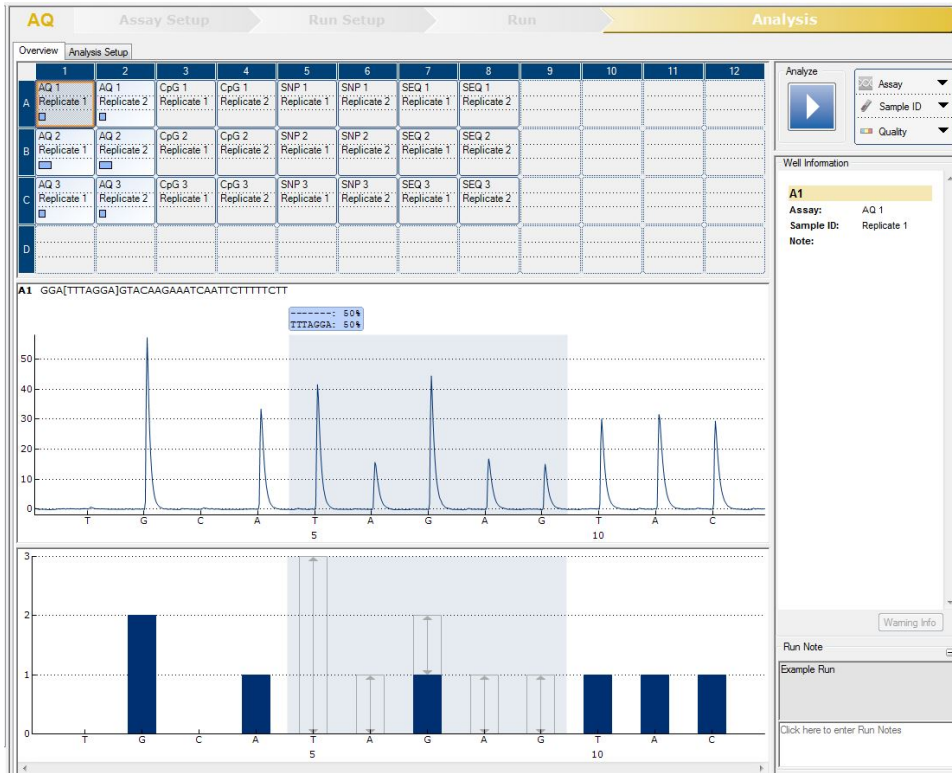 AQ
Assay Setup
Run Setup
Run
Analysis
Overview
Analysis Setup
1 2 3 4 5 6 7 8 9 10 11 12
A
AQ 1 AQ 1 CpG 1 CpG 1 SNP 1 SNP 1 SEQ 1 SEQ 1
Replicate 1 Replicate 2 Replicate 1 Replicate 2 Replicate 1 Replicate 2 Replicate 1 Replicate 2
B
AQ 2 AQ 2 CpG 2 CpG 2 SNP 2 SNP 2 SEQ 2 SEQ 2
Replicate 1 Replicate 2 Replicate 1 Replicate 2 Replicate 1 Replicate 2 Replicate 1 Replicate 2
C
AQ 3 AQ 3 CpG 3 CpG 3 SNP 3 SNP 3 SEQ 3 SEQ 3
Replicate 1 Replicate 2 Replicate 1 Replicate 2 Replicate 1 Replicate 2 Replicate 1 Replicate 2
D
A1 GGA[TTTAGGA]GTACAAGAAATCAATTCTTTTTCTT
-------: 50%
TTTAGGA: 50%
50
40
30
20
10
0
T G C A T A G A G T A C
5 10
3
2
1
0
T G C A T A G A G T A C
5 10
Analyze
Assay
Sample ID
Quality
Well Information
A1
Assay: AQ 1
Sample ID: Replicate 1
Note:
Warning Info
Run Note
Example Run
Click here to enter Run Notes